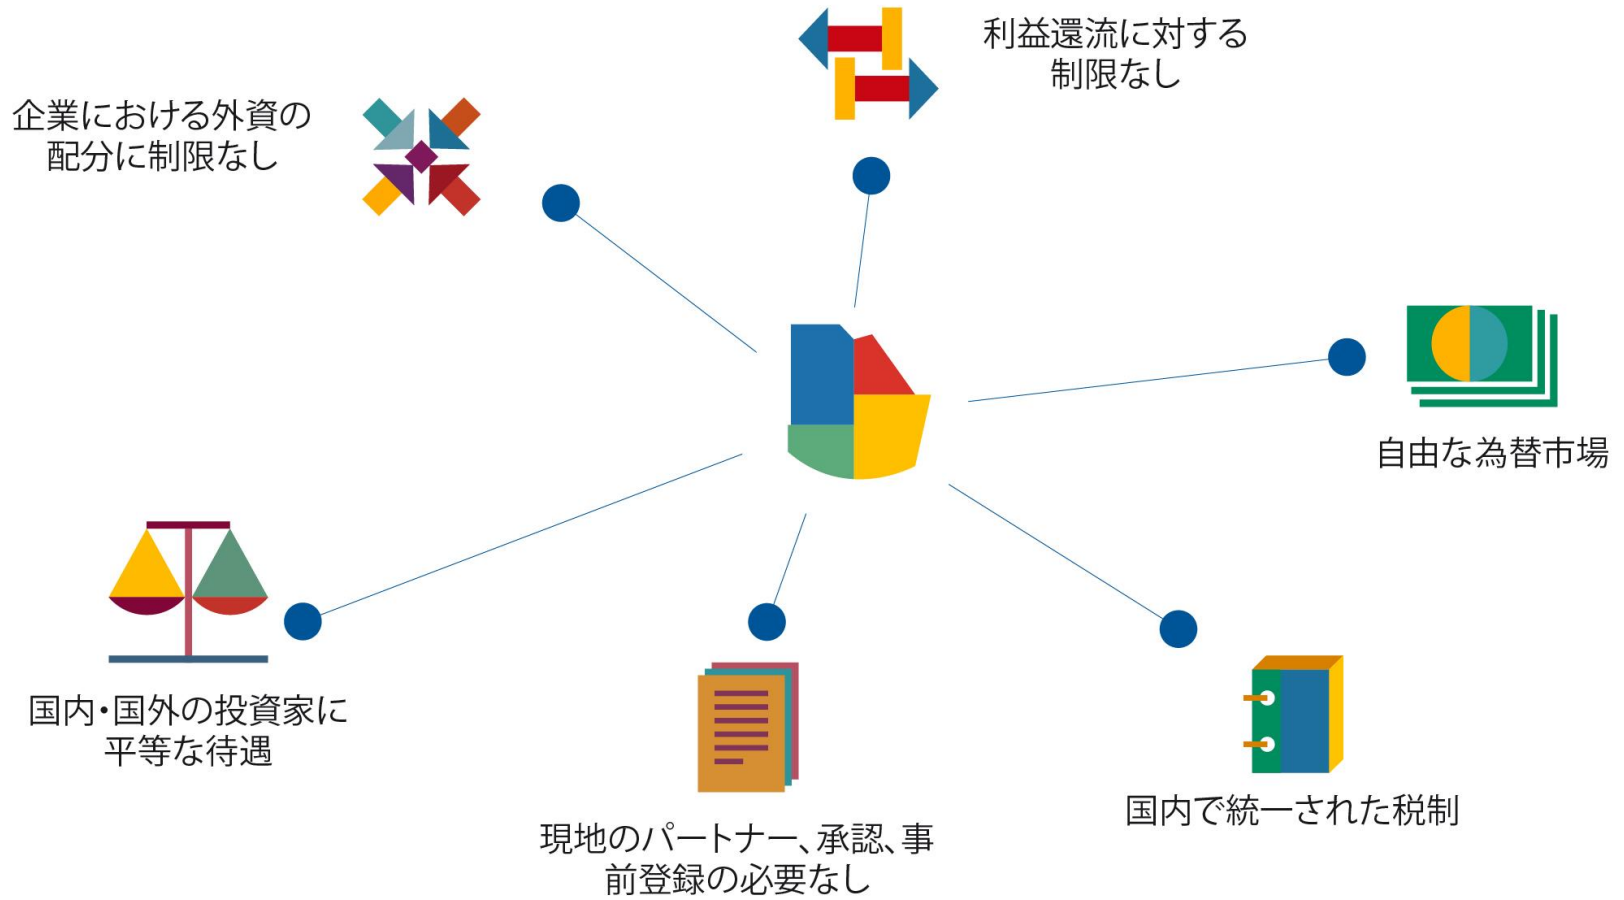 利益還流に対する
制限なし
企業における外資の
配分に制限なし
自由な為替市場
国内・国外の投資家に
平等な待遇
現地のパートナー、承認、事
前登録の必要なし
国内で統一された税制